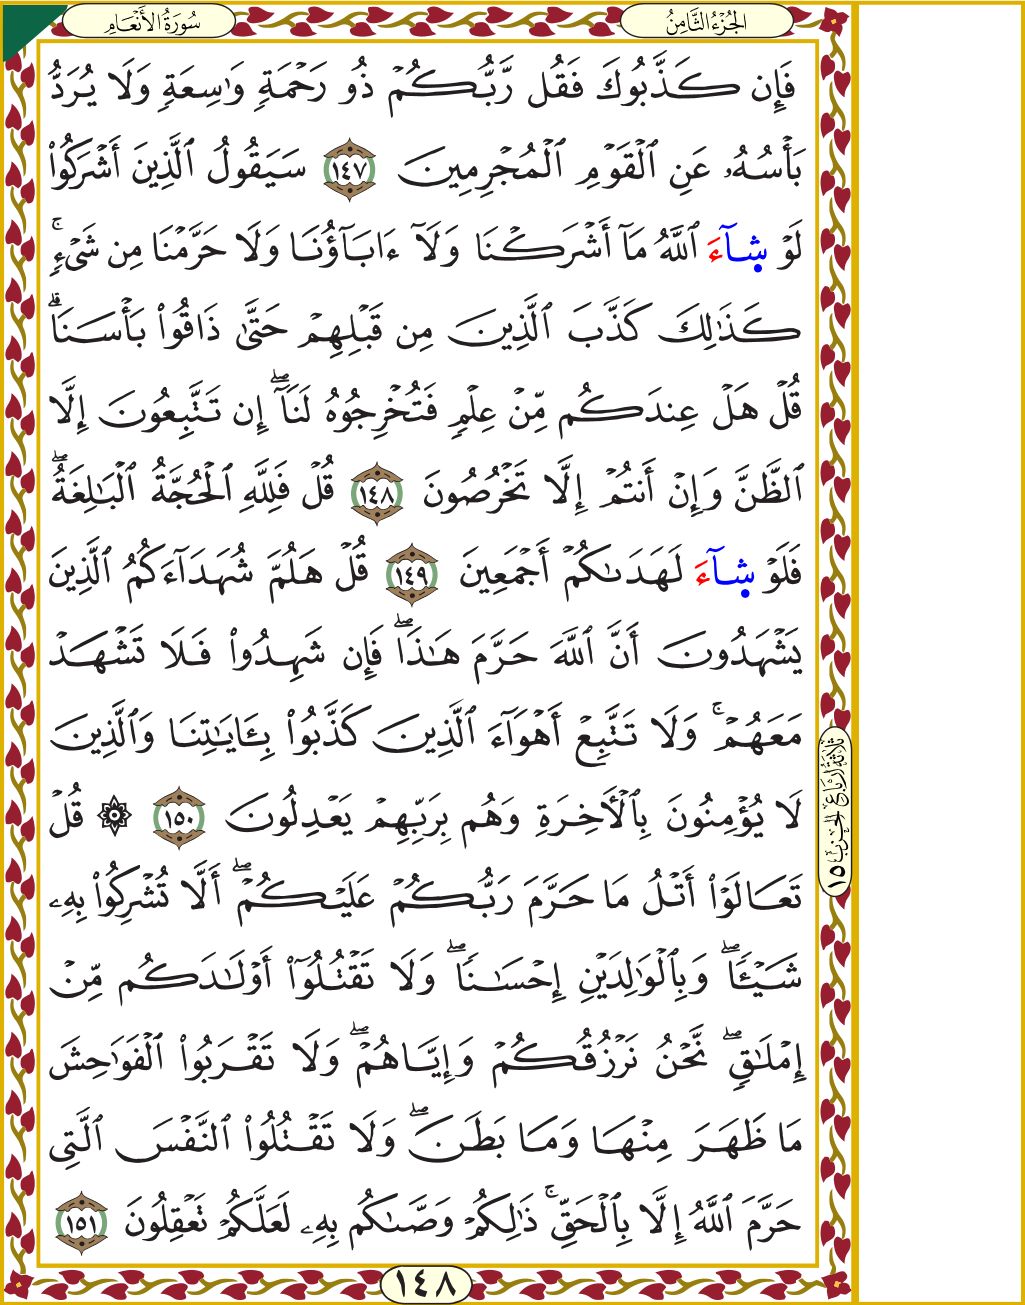 الجُزْءُ الثَّامِنُ
سُورَةُ الأَنْعَامِ
فَإِن كَذَّبُوكَ فَقُل رَّبُّكُمْ ذُو رَحْمَةٍ وَٰسِعَةٍ وَلَا يُرَدُّ
بَأْسُهُۥ عَنِ ٱلْقَوْمِ ٱلْمُجْرِمِينَ ١٤٧ سَيَقُولُ ٱلَّذِينَ أَشْرَكُوا۟
لَوْ شَآءَ ٱللَّهُ مَآ أَشْرَكْنَا وَلَآ ءَابَآؤُنَا وَلَا حَرَّمْنَا مِن شَىْءٍ ۚ
كَذَٰلِكَ كَذَّبَ ٱلَّذِينَ مِن قَبْلِهِمْ حَتَّىٰ ذَاقُوا۟ بَأْسَنَا ۗ
قُلْ هَلْ عِندَكُم مِّنْ عِلْمٍ فَتُخْرِجُوهُ لَنَآ ۖ إِن تَتَّبِعُونَ إِلَّا
ٱلظَّنَّ وَإِنْ أَنتُمْ إِلَّا تَخْرُصُونَ ١٤٨ قُلْ فَلِلَّهِ ٱلْحُجَّةُ ٱلْبَٰلِغَةُ ۖ
فَلَوْ شَآءَ لَهَدَىٰكُمْ أَجْمَعِينَ ١٤٩ قُلْ هَلُمَّ شُهَدَآءَكُمُ ٱلَّذِينَ
يَشْهَدُونَ أَنَّ ٱللَّهَ حَرَّمَ هَٰذَا ۖ فَإِن شَهِدُوا۟ فَلَا تَشْهَدْ
مَعَهُمْ ۚ وَلَا تَتَّبِعْ أَهْوَآءَ ٱلَّذِينَ كَذَّبُوا۟ بِـَٔايَٰتِنَا وَٱلَّذِينَ
لَا يُؤْمِنُونَ بِٱلْـَٔاخِرَةِ وَهُم بِرَبِّهِمْ يَعْدِلُونَ ١٥٠ ۞ قُلْ
تَعَالَوْا۟ أَتْلُ مَا حَرَّمَ رَبُّكُمْ عَلَيْكُمْ ۖ أَلَّا تُشْرِكُوا۟ بِهِۦ
شَيْـًٔا ۖ وَبِٱلْوَٰلِدَيْنِ إِحْسَٰنًا ۖ وَلَا تَقْتُلُوٓا۟ أَوْلَٰدَكُم مِّنْ
إِمْلَٰقٍ ۖ نَّحْنُ نَرْزُقُكُمْ وَإِيَّاهُمْ ۖ وَلَا تَقْرَبُوا۟ ٱلْفَوَٰحِشَ
مَا ظَهَرَ مِنْهَا وَمَا بَطَنَ ۖ وَلَا تَقْتُلُوا۟ ٱلنَّفْسَ ٱلَّتِى
حَرَّمَ ٱللَّهُ إِلَّا بِٱلْحَقِّ ۚ ذَٰلِكُمْ وَصَّىٰكُم بِهِۦ لَعَلَّكُمْ تَعْقِلُونَ ١٥١
ثَلَاثَةُ أَرْبَاعِ الحِزْبِ ١٥
١٤٨